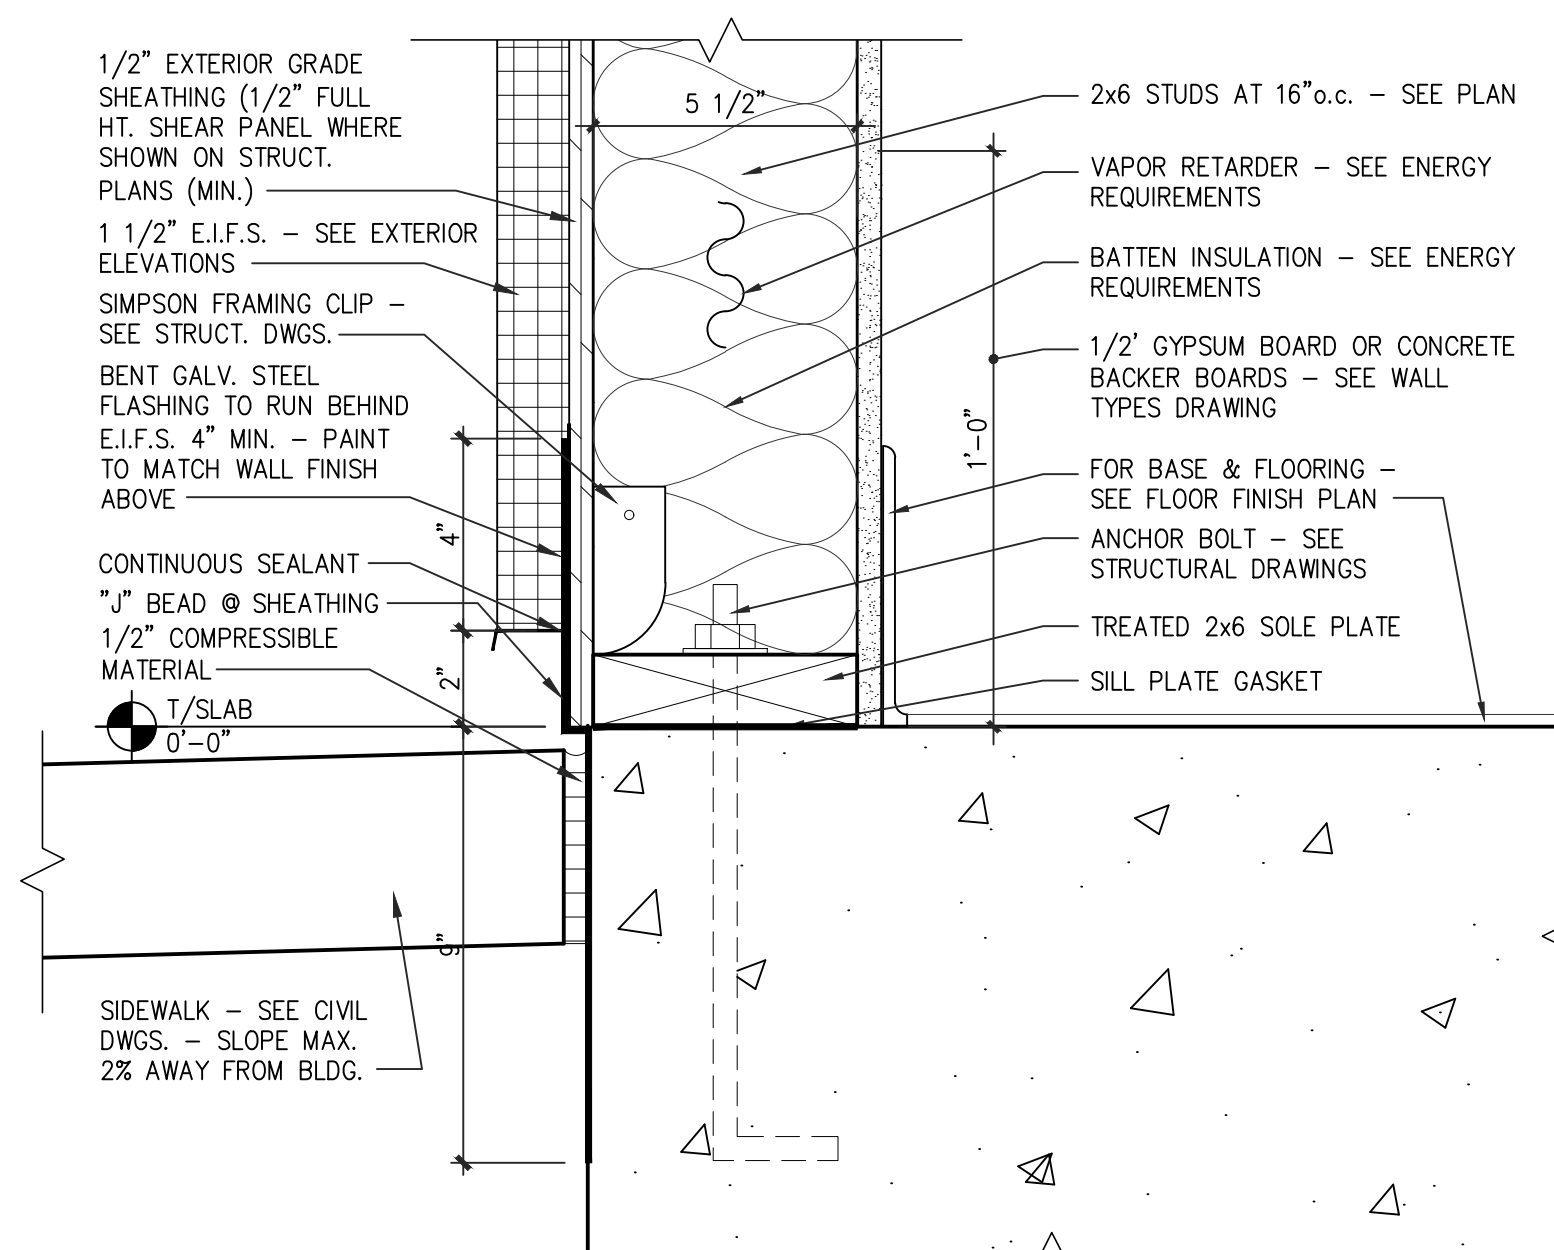 1/2" EXTERIOR GRADE
SHEATHING (1/2" FULL
HT. SHEAR PANEL WHERE
SHOWN ON STRUCT.
PLANS (MIN.)
1 1/2" E.I.F.S. – SEE EXTERIOR
ELEVATIONS
SIMPSON FRAMING CLIP –
SEE STRUCT. DWGS.
BENT GALV. STEEL
FLASHING TO RUN BEHIND
E.I.F.S. 4" MIN. – PAINT
TO MATCH WALL FINISH
ABOVE
CONTINUOUS SEALANT
"J" BEAD @ SHEATHING
1/2" COMPRESSIBLE
MATERIAL
T/SLAB
0'–0"
SIDEWALK – SEE CIVIL
DWGS. – SLOPE MAX.
2% AWAY FROM BLDG.
4"
2"
9"
5 1/2"
1'–0"
2x6 STUDS AT 16"o.c. – SEE PLAN
VAPOR RETARDER – SEE ENERGY
REQUIREMENTS
BATTEN INSULATION – SEE ENERGY
REQUIREMENTS
1/2' GYPSUM BOARD OR CONCRETE
BACKER BOARDS – SEE WALL
TYPES DRAWING
FOR BASE & FLOORING –
SEE FLOOR FINISH PLAN
ANCHOR BOLT – SEE
STRUCTURAL DRAWINGS
TREATED 2x6 SOLE PLATE
SILL PLATE GASKET